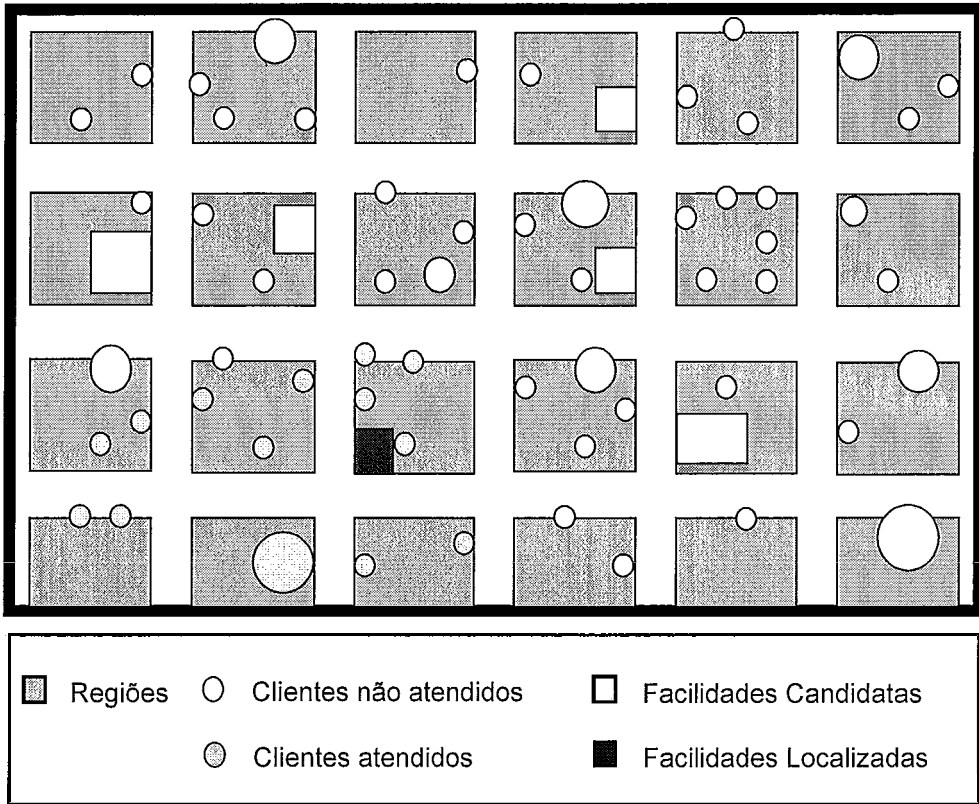 Regiões
Clientes não atendidos
Facilidades Candidatas
Clientes atendidos
Facilidades Localizadas